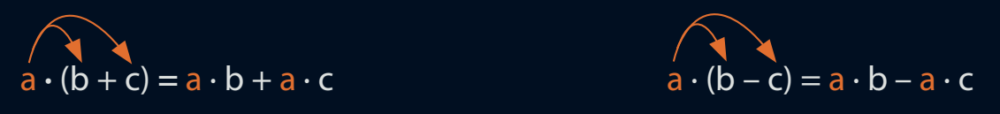 a · (b + c) = a · b + a · c
a · (b – c) = a · b – a · c